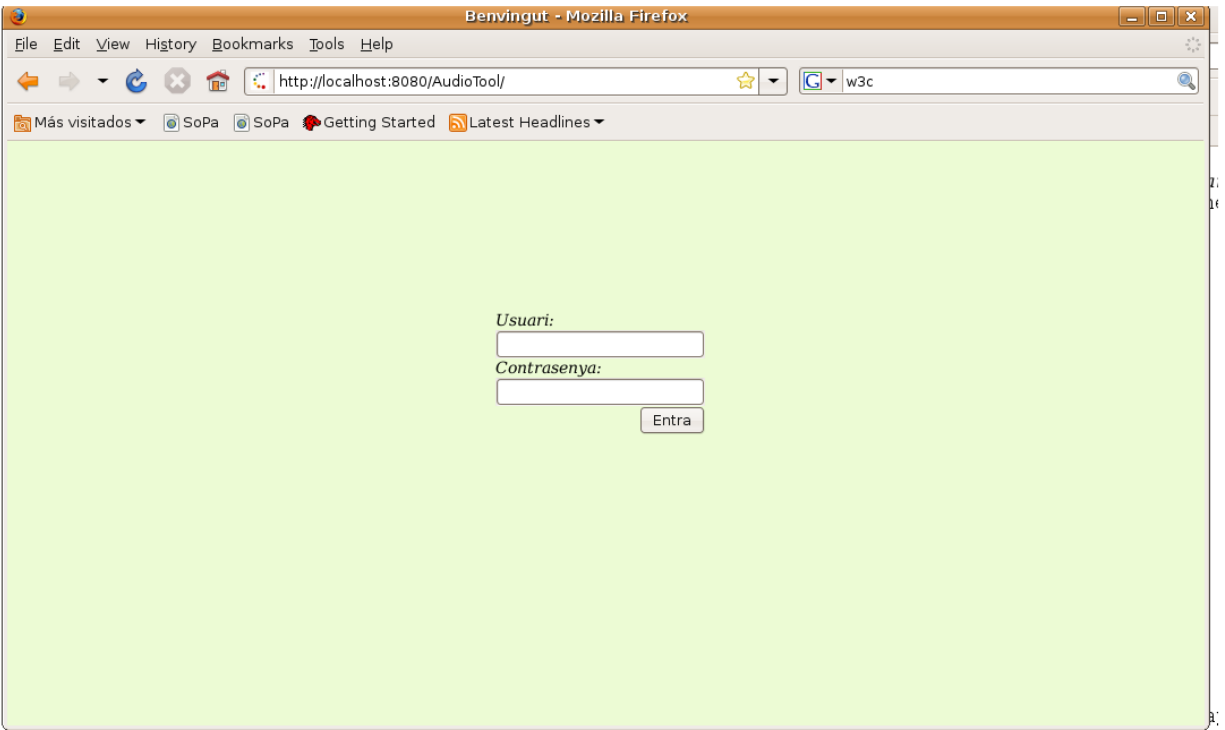 Benvingut - Mozilla Firefox
File Edit View History Bookmarks Tools Help
http://localhost:8080/AudioTool/ G w3c
Más visitados SoPa SoPa Getting Started Latest Headlines
Usuari:
Contrasenya:
Entra